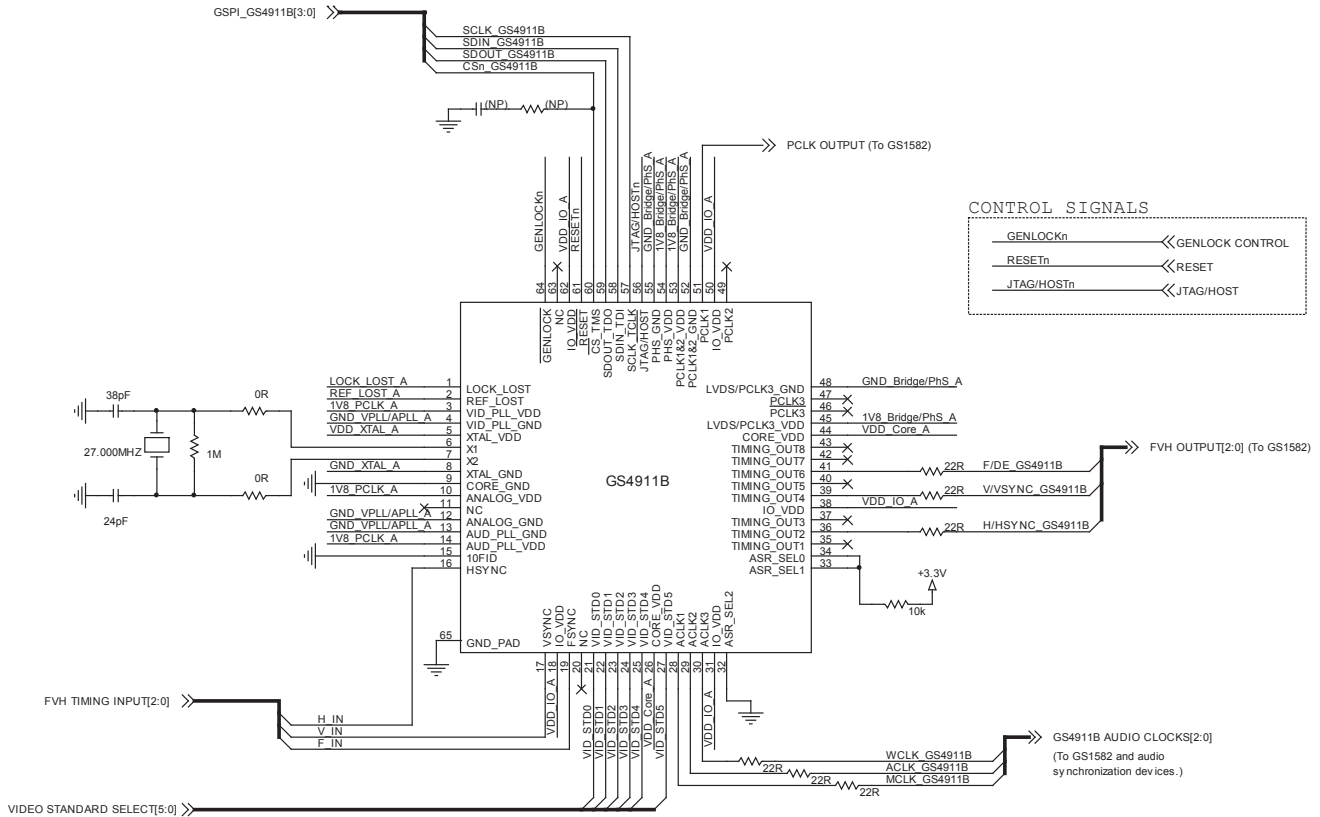 GSPI_GS4911B[3:0]
SCLK_GS4911B
SDIN_GS4911B
SDOUT_GS4911B
CSn_GS4911B
(NP)
(NP)
PCLK OUTPUT (To GS1582)
GENLOCKn
VDD_IO_A
RESETn
JTAG/HOSTn
GND_Bridge/PhS_A
1V8_Bridge/PhS_A
1V8_Bridge/PhS_A
GND_Bridge/PhS_A
VDD_IO_A
CONTROL SIGNALS
GENLOCKn
GENLOCK CONTROL
RESETn
RESET
JTAG/HOSTn
JTAG/HOST
64
63
62
61
60
59
58
57
56
55
54
53
52
51
50
49
GENLOCK
NC
IO_VDD
RESET
CS_TMS
SDOUT_TDO
SDIN_TDI
SCLK_TCLK
JTAG/HOST
PHS_GND
PHS_VDD
PCLK1&2_VDD
PCLK1&2_GND
PCLK1
IO_VDD
PCLK2
LOCK_LOST_A 1 LOCK_LOST
REF_LOST_A 2 REF_LOST
1V8_PCLK_A 3 VID_PLL_VDD
GND_VPLL/APLL_A 4 VID_PLL_GND
VDD_XTAL_A 5 XTAL_VDD
6 X1
7 X2
GND_XTAL_A 8 XTAL_GND
9 CORE_GND
1V8_PCLK_A 10 ANALOG_VDD
11 NC
GND_VPLL/APLL_A 12 ANALOG_GND
GND_VPLL/APLL_A 13 AUD_PLL_GND
1V8_PCLK_A 14 AUD_PLL_VDD
15 10FID
16 HSYNC
38pF
0R
27.000MHZ
1M
0R
24pF
GS4911B
LVDS/PCLK3_GND 48 GND_Bridge/PhS_A
PCLK3 47
PCLK3 46
LVDS/PCLK3_VDD 45 1V8_Bridge/PhS_A
CORE_VDD 44 VDD_Core_A
TIMING_OUT8 43
TIMING_OUT7 42
TIMING_OUT6 41 22R F/DE_GS4911B
TIMING_OUT5 40
TIMING_OUT4 39 22R V/VSYNC_GS4911B
IO_VDD 38 VDD_IO_A
TIMING_OUT3 37
TIMING_OUT2 36 22R H/HSYNC_GS4911B
TIMING_OUT1 35
ASR_SEL0 34
ASR_SEL1 33
FVH OUTPUT[2:0] (To GS1582)
+3.3V
10k
65 GND_PAD
VSYNC
IO_VDD
FSYNC
NC
VID_STD0
VID_STD1
VID_STD2
VID_STD3
VID_STD4
CORE_VDD
VID_STD5
ACLK1
ACLK2
ACLK3
IO_VDD
ASR_SEL2
17
18
19
20
21
22
23
24
25
26
27
28
29
30
31
32
VDD_IO_A
VID_STD0
VID_STD1
VID_STD2
VID_STD3
VID_STD4
VDD_Core_A
VID_STD5
VDD_IO_A
FVH TIMING INPUT[2:0]
H_IN
V_IN
F_IN
WCLK_GS4911B
22R ACLK_GS4911B
22R MCLK_GS4911B
22R
GS4911B AUDIO CLOCKS[2:0]
(To GS1582 and audio
synchronization devices.)
VIDEO STANDARD SELECT[5:0]